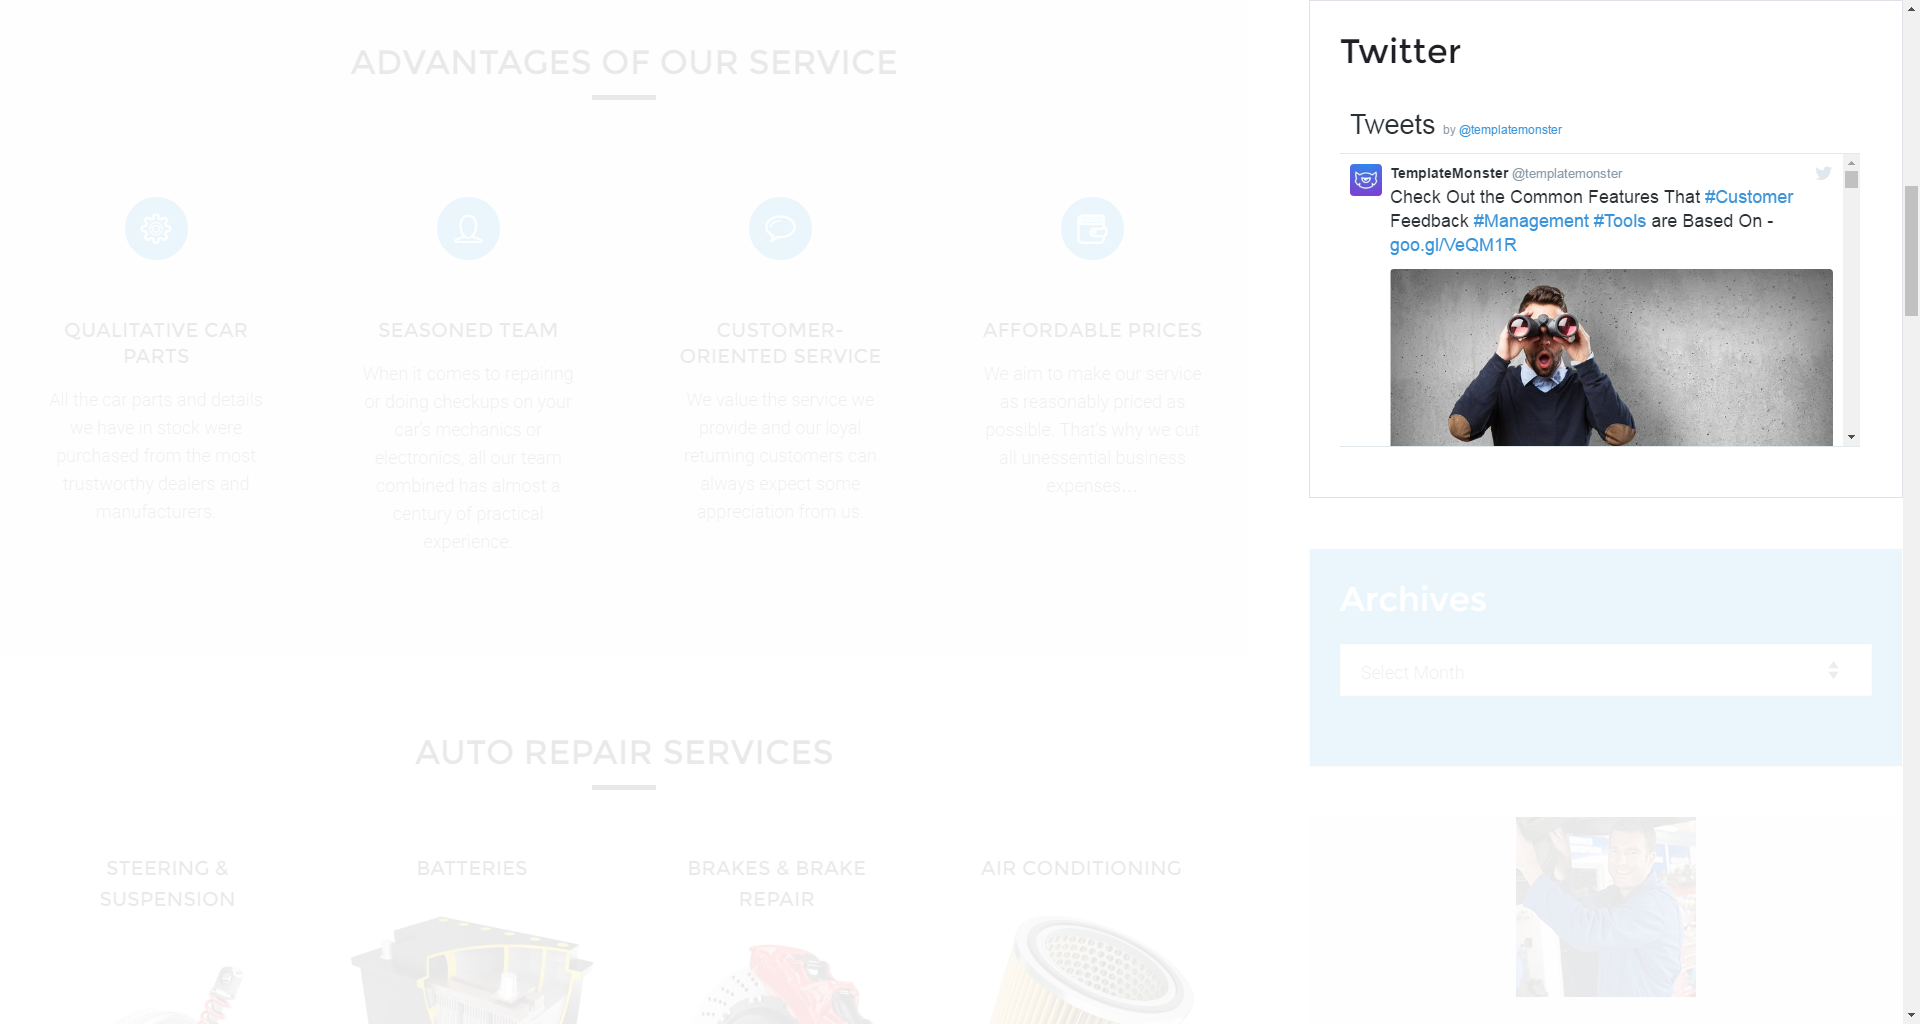 ADVANTAGES OF OUR SERVICE
QUALITATIVE CAR
PARTS
All the car parts and details
we have in stock were
purchased from the most
trustworthy dealers and
manufacturers.
SEASONED TEAM
When it comes to repairing
or doing checkups on your
car's mechanics or
electronics, all our team
combined has almost a
century of practical
experience.
CUSTOMER-
ORIENTED SERVICE
We value the service we
provide and our loyal
returning customers can
always expect some
appreciation from us.
AFFORDABLE PRICES
We aim to make our service
as reasonably priced as
possible. That's why we cut
all unessential business
expenses…
AUTO REPAIR SERVICES
STEERING &
SUSPENSION
BATTERIES
BRAKES & BRAKE
REPAIR
AIR CONDITIONING
Twitter
Tweets by @templatemonster
TemplateMonster @templatemonster
Check Out the Common Features That #Customer
Feedback #Management #Tools are Based On -
goo.gl/VeQM1R
Archives
Select Month